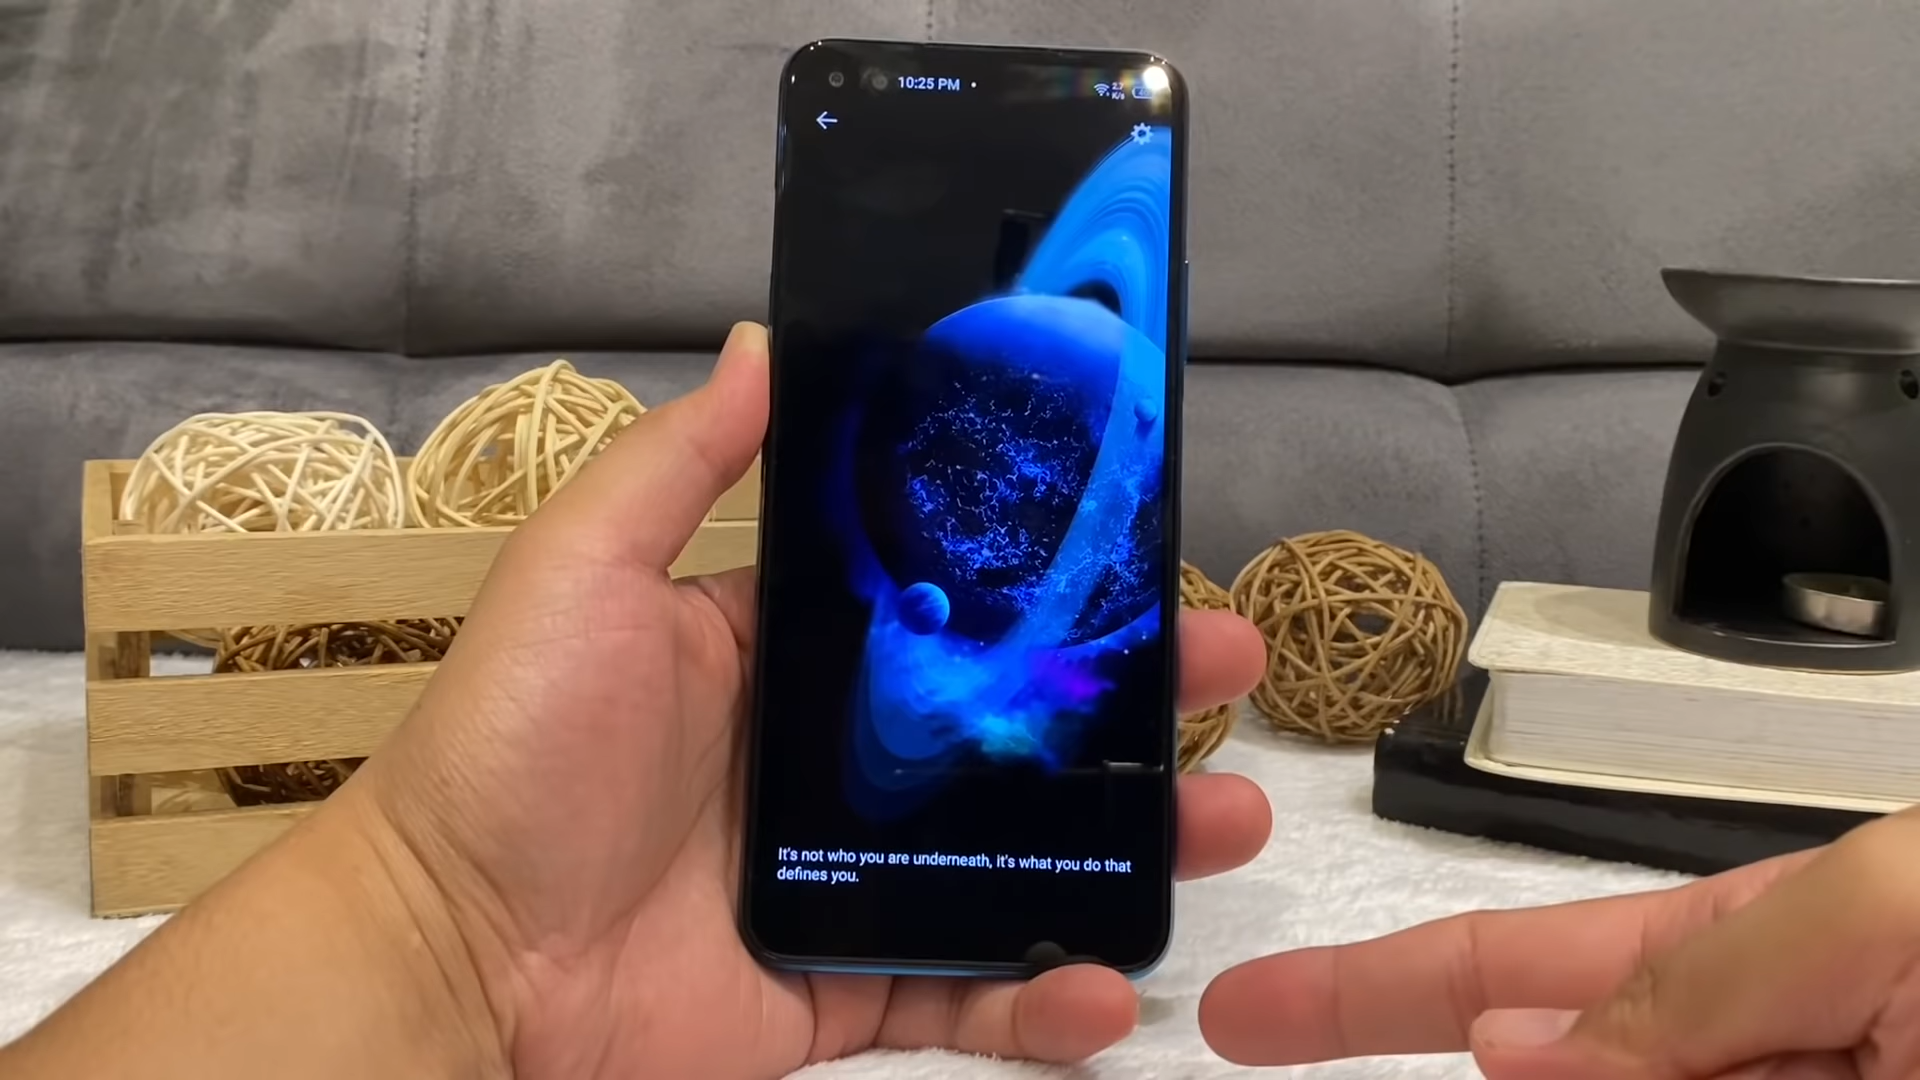 10:25 PM
It's not who you are underneath, it's what you do that
defines you.